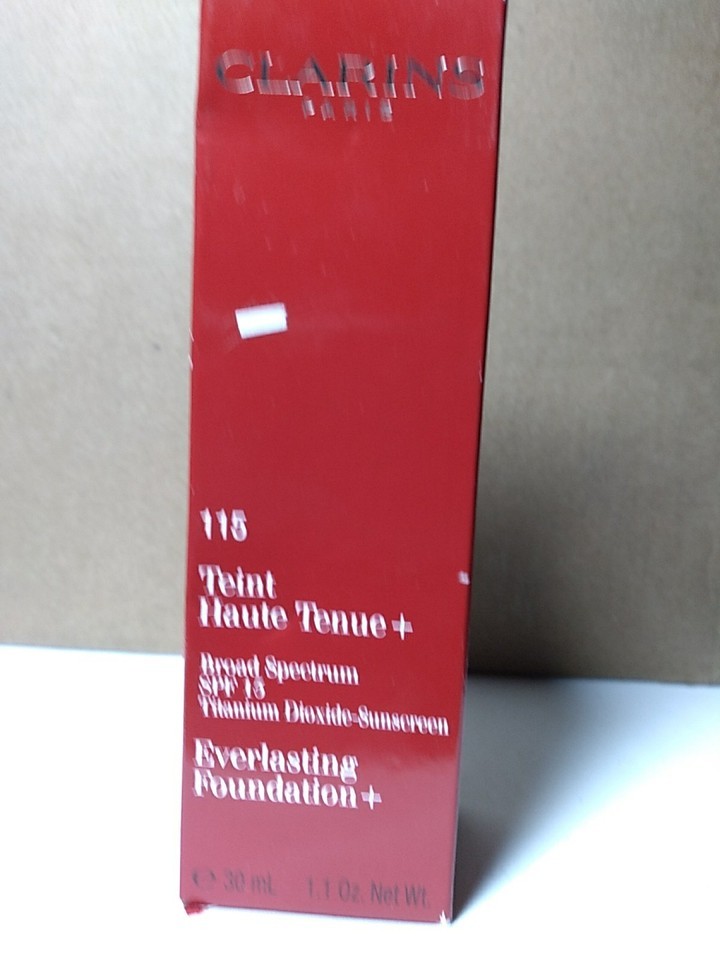 CLARINS
PARIS
115
Teint
Haute Tenue+
Broad Spectrum
SPF 15
Titanium Dioxide-Sunscreen
Everlasting
Foundation+
℮ 30 mL 1.1 Oz. Net Wt.